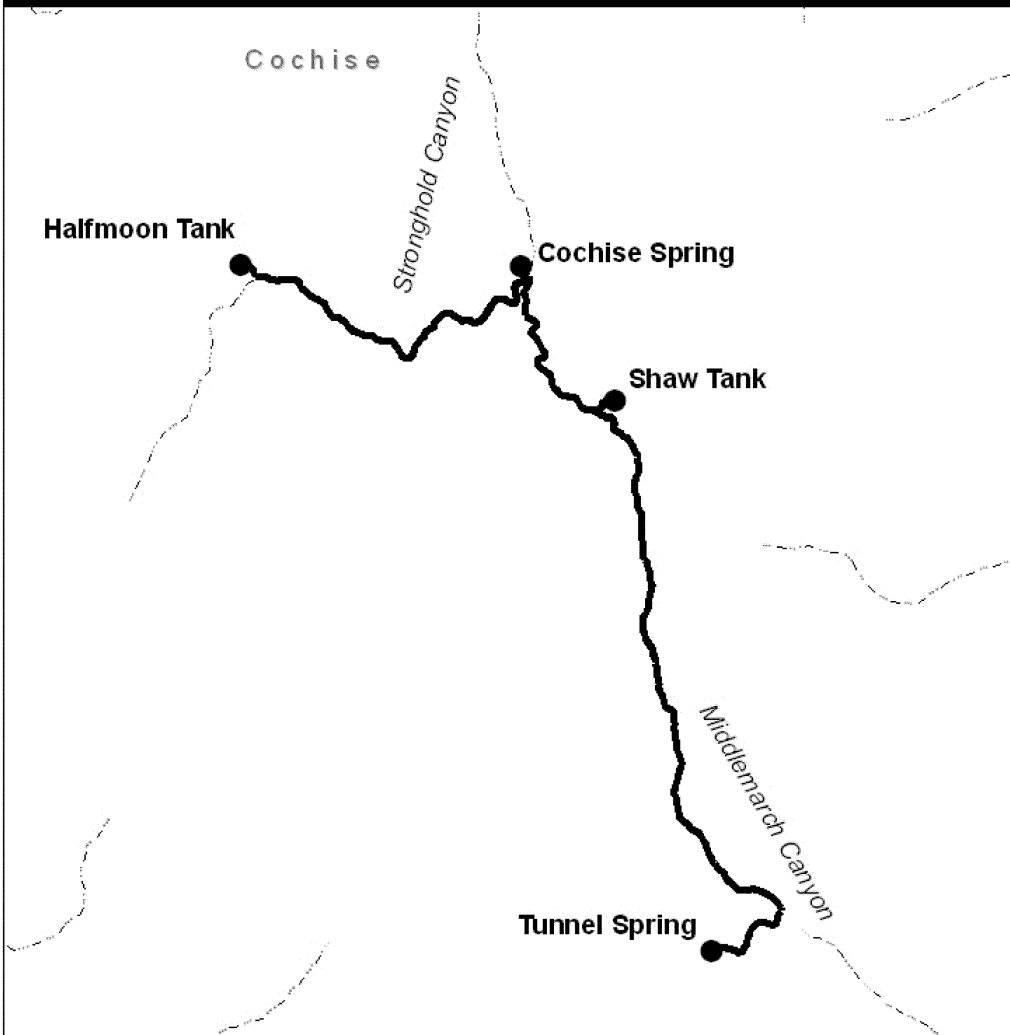 Cochise
Stronghold Canyon
Halfmoon Tank
Cochise Spring
Shaw Tank
Middlemarch Canyon
Tunnel Spring